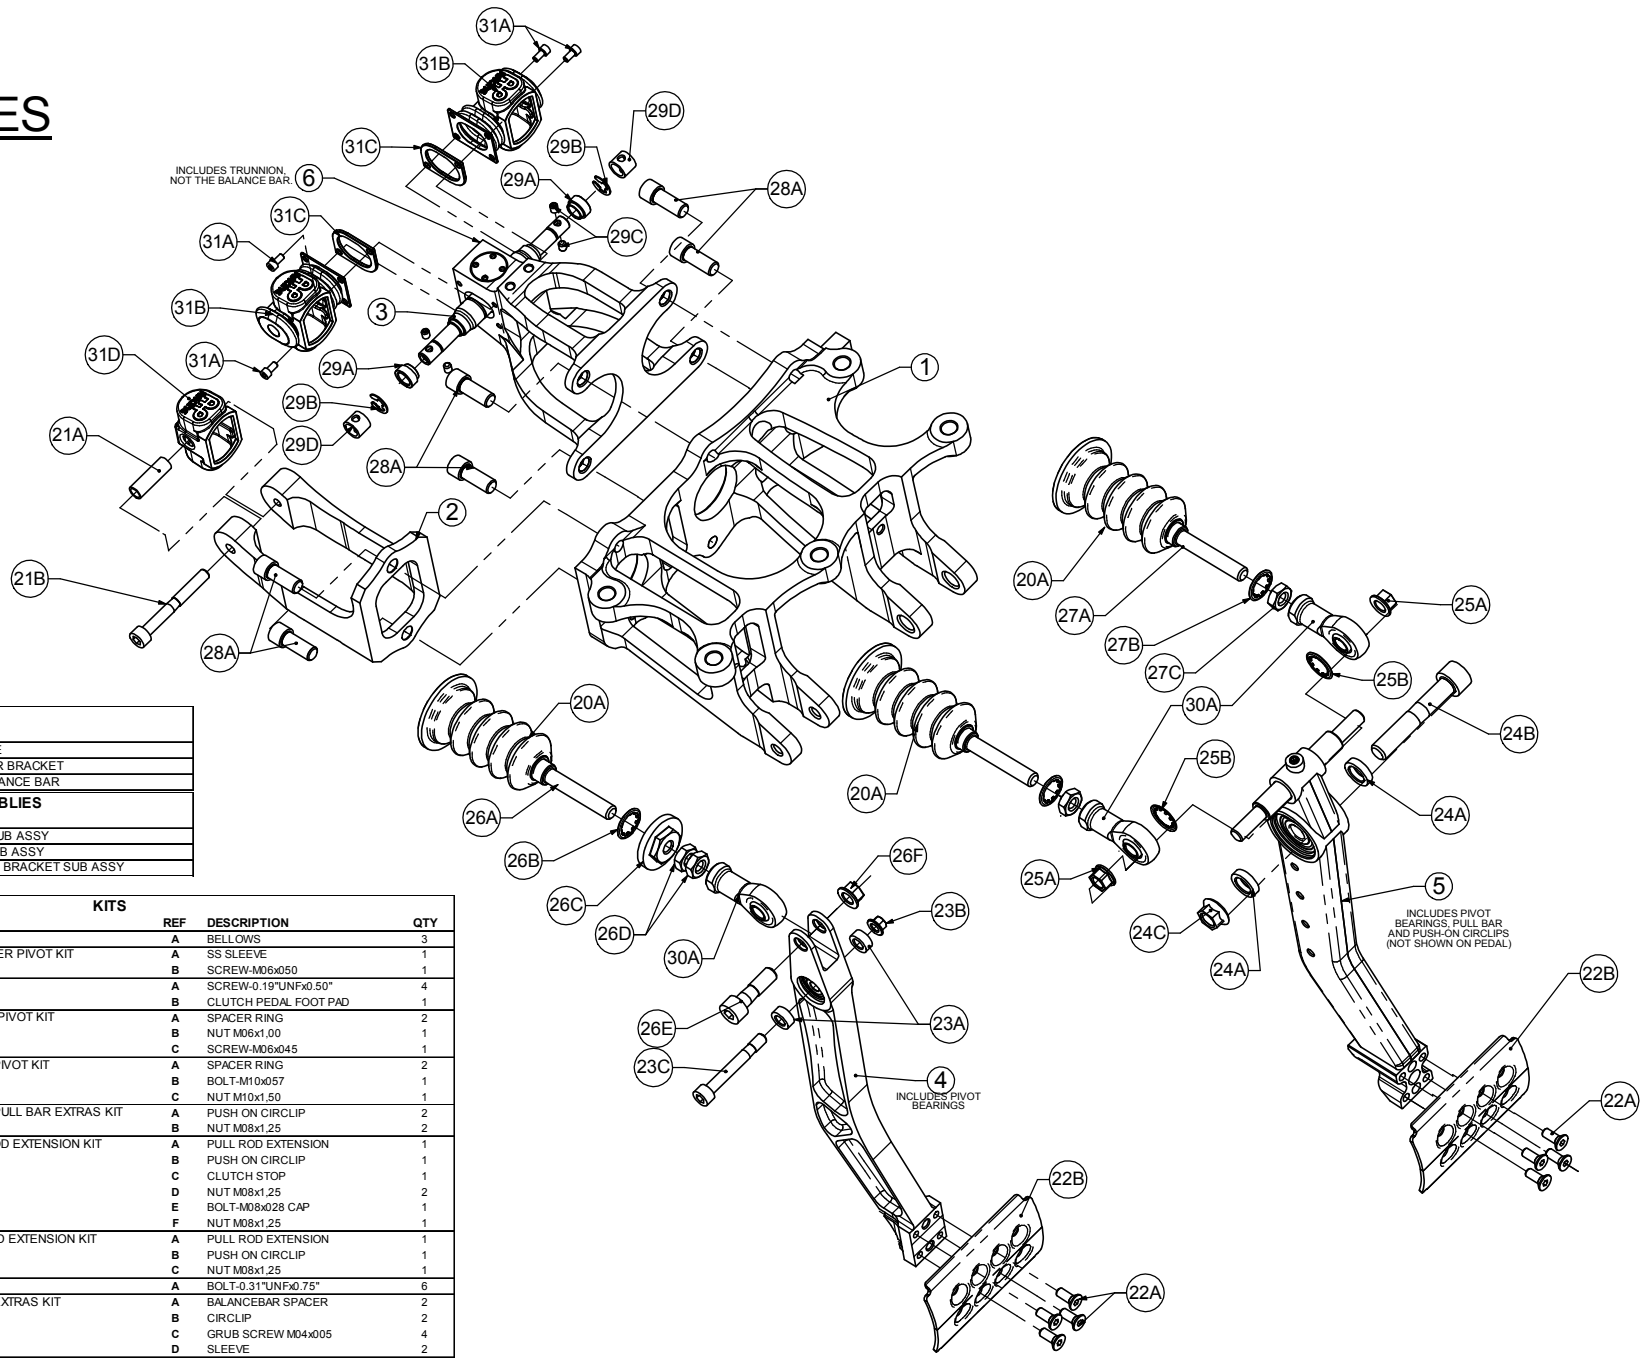 ES
31A
31B
29D
31C
29B
INCLUDES TRUNNION,
NOT THE BALANCE BAR.
6
29A
28A
31C
31A
29C
31B
3
31D
1
31A
29A
29B
21A
29D
28A
2
21B
20A
27A
25A
28A
27B
27C
25B
20A
30A
24B
R BRACKET
ANCE BAR
BLIES
UB ASSY
B ASSY
BRACKET SUB ASSY
25B
20A
26A
24A
26B
26F
25A
5
26C
23B
INCLUDES PIVOT
BEARINGS, PULL BAR
AND PUSH-ON CIRCLIPS
(NOT SHOWN ON PEDAL)
26D
24C
30A
24A
22B
26E
23A
23C
4
INCLUDES PIVOT
BEARINGS
22A
22B
22A
KITS
REF DESCRIPTION QTY
A BELLOWS 3
ER PIVOT KIT A SS SLEEVE 1
B SCREW-M06x050 1
A SCREW-0.19"UNFx0.50" 4
B CLUTCH PEDAL FOOT PAD 1
PIVOT KIT A SPACER RING 2
B NUT M06x1,00 1
C SCREW-M06x045 1
IVOT KIT A SPACER RING 2
B BOLT-M10x057 1
C NUT M10x1,50 1
PULL BAR EXTRAS KIT A PUSH ON CIRCLIP 2
B NUT M08x1,25 2
OD EXTENSION KIT A PULL ROD EXTENSION 1
B PUSH ON CIRCLIP 1
C CLUTCH STOP 1
D NUT M08x1,25 2
E BOLT-M08x028 CAP 1
F NUT M08x1,25 1
D EXTENSION KIT A PULL ROD EXTENSION 1
B PUSH ON CIRCLIP 1
C NUT M08x1,25 1
A BOLT-0.31"UNFx0.75" 6
XTRAS KIT A BALANCEBAR SPACER 2
B CIRCLIP 2
C GRUB SCREW M04x005 4
D SLEEVE 2